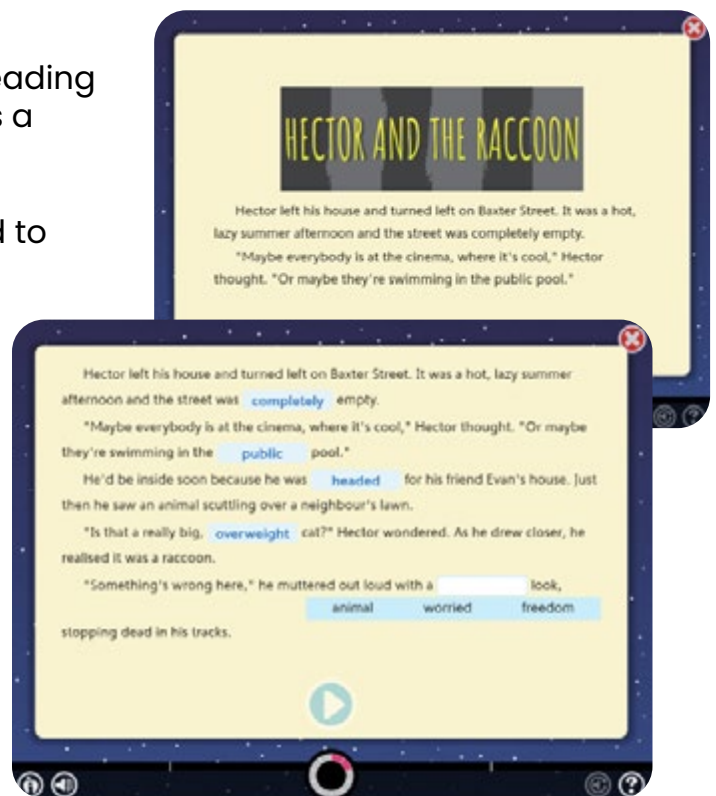 eading
s a
d to
HECTOR AND THE RACCOON
Hector left his house and turned left on Baxter Street. It was a hot,
lazy summer afternoon and the street was completely empty.
"Maybe everybody is at the cinema, where it's cool," Hector
thought. "Or maybe they're swimming in the public pool."
Hector left his house and turned left on Baxter Street. It was a hot, lazy summer
afternoon and the street was completely empty.
"Maybe everybody is at the cinema, where it's cool," Hector thought. "Or maybe
they're swimming in the public pool."
He'd be inside soon because he was headed for his friend Evan's house. Just
then he saw an animal scuttling over a neighbour's lawn.
"Is that a really big, overweight cat?" Hector wondered. As he drew closer, he
realised it was a raccoon.
"Something's wrong here," he muttered out loud with a look,
animal worried freedom
stopping dead in his tracks.